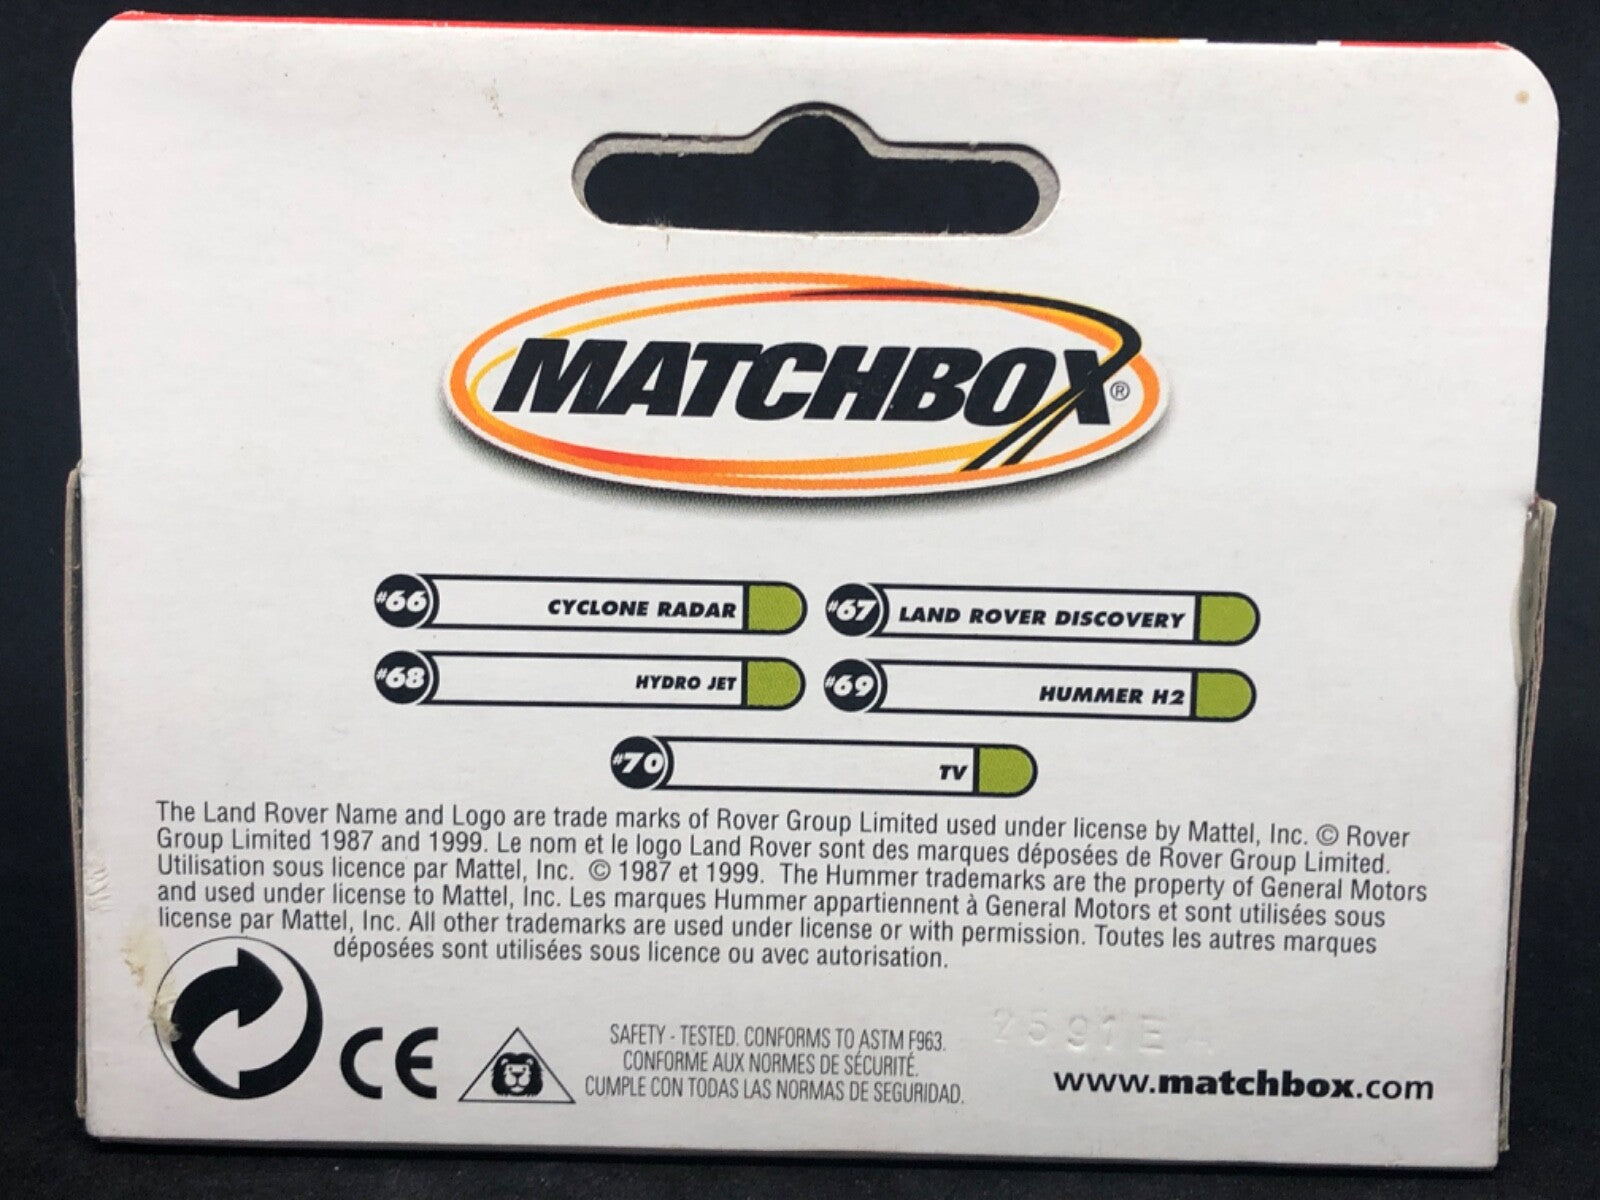 MATCHBOX®
#66 CYCLONE RADAR
#67 LAND ROVER DISCOVERY
#68 HYDRO JET
#69 HUMMER H2
#70 TV
The Land Rover Name and Logo are trade marks of Rover Group Limited used under license by Mattel, Inc. © Rover
Group Limited 1987 and 1999. Le nom et le logo Land Rover sont des marques déposées de Rover Group Limited.
Utilisation sous licence par Mattel, Inc. © 1987 et 1999. The Hummer trademarks are the property of General Motors
and used under license to Mattel, Inc. Les marques Hummer appartiennent à General Motors et sont utilisées sous
license par Mattel, Inc. All other trademarks are used under license or with permission. Toutes les autres marques
déposées sont utilisées sous licence ou avec autorisation.
CE
SAFETY - TESTED. CONFORMS TO ASTM F963.
CONFORME AUX NORMES DE SÉCURITÉ.
CUMPLE CON TODAS LAS NORMAS DE SEGURIDAD.
www.matchbox.com